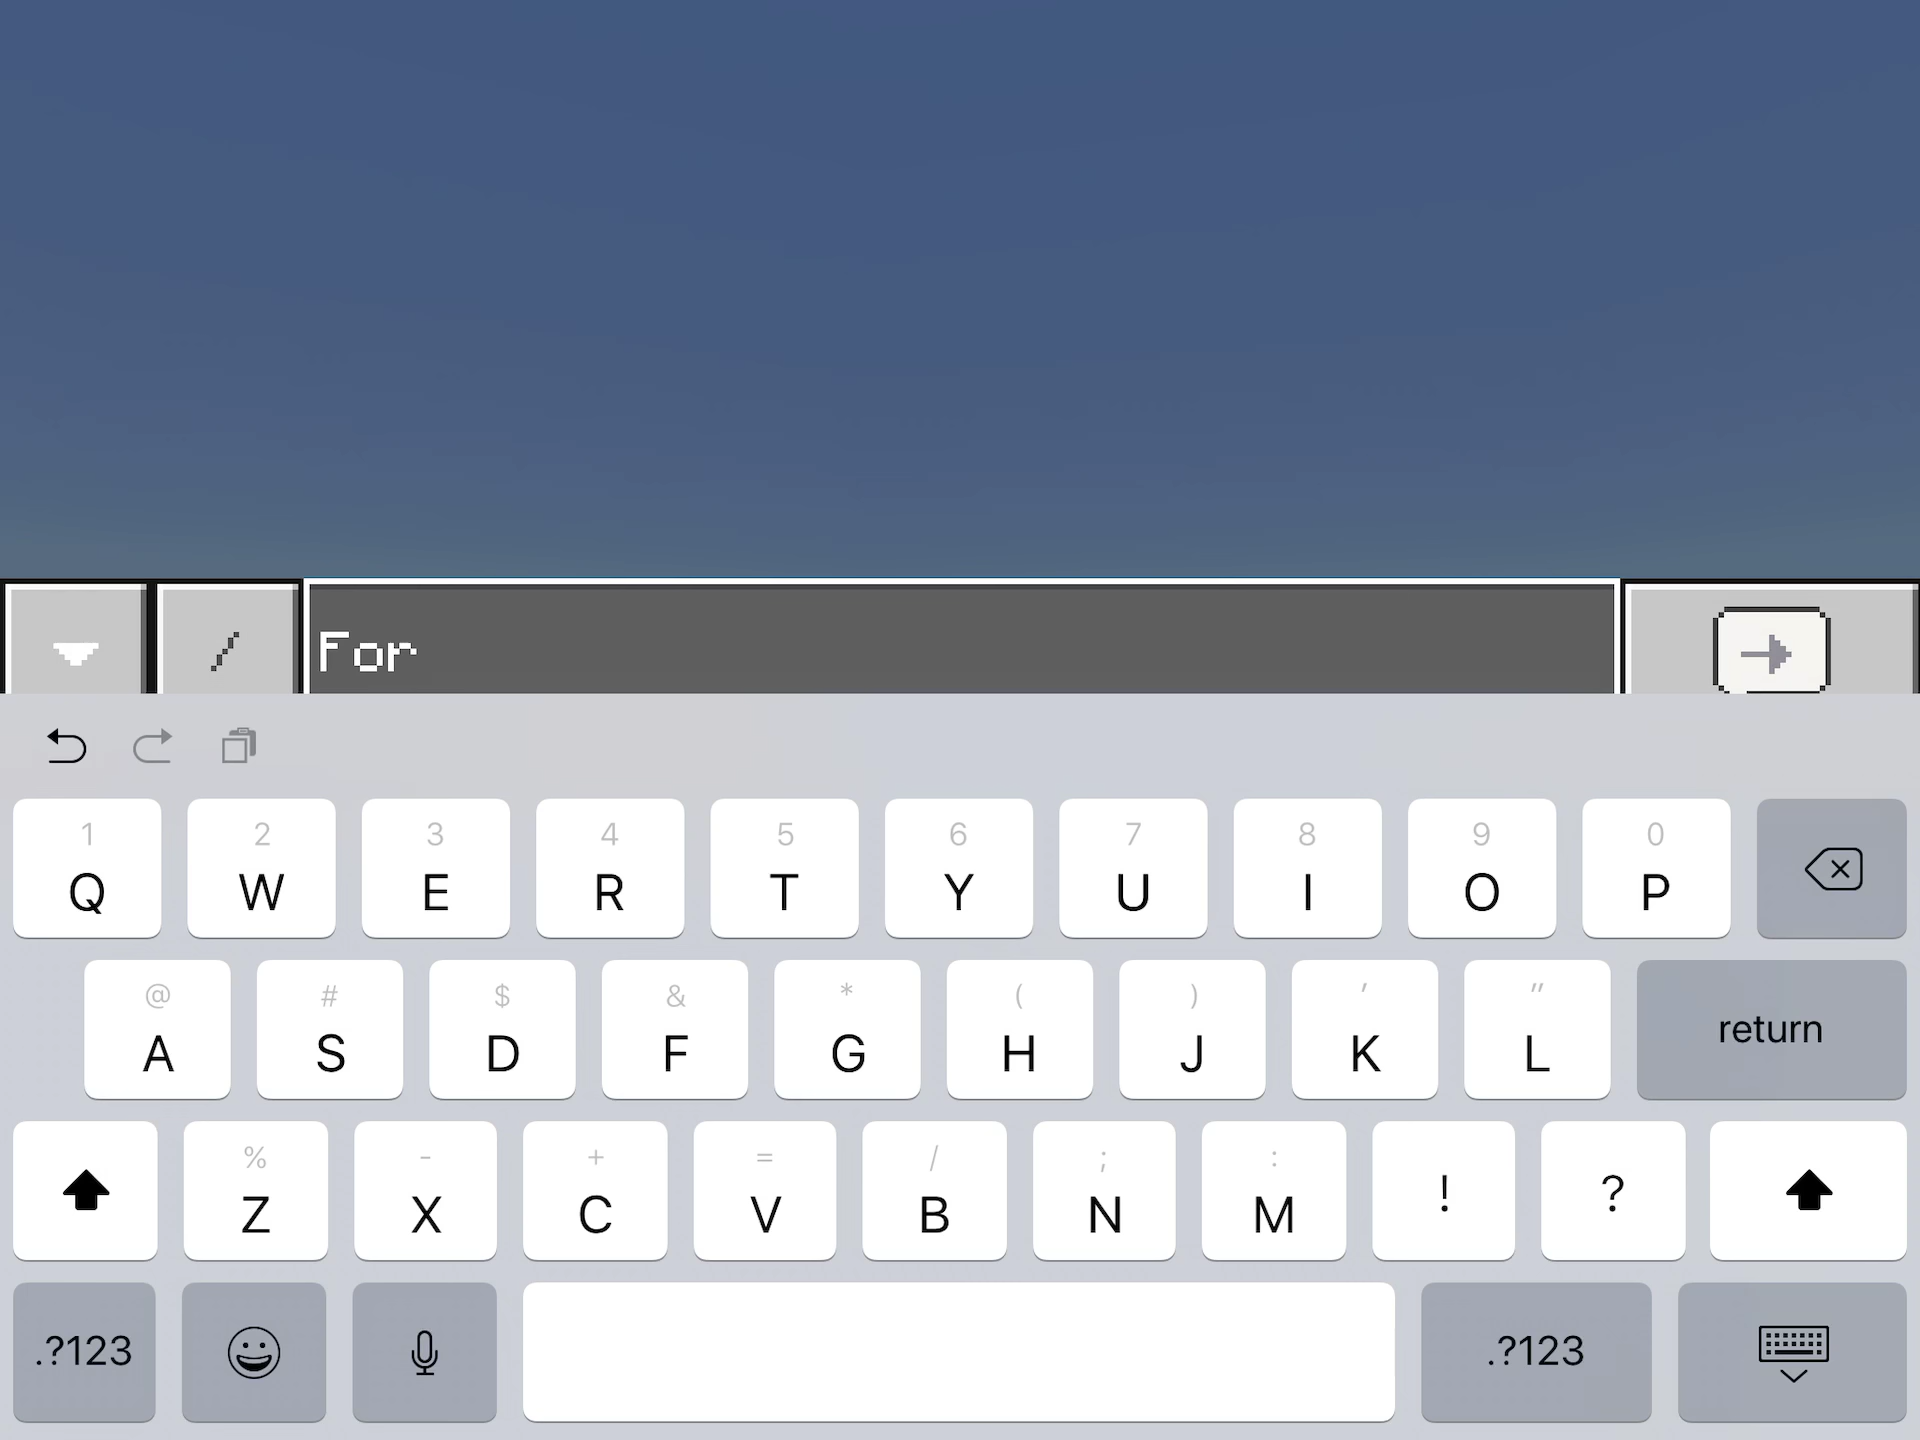 / For
1 2 3 4 5 6 7 8 9 0
Q W E R T Y U I O P
@ # $ & * ( ) ' "
A S D F G H J K L return
% - + = / ; :
Z X C V B N M ! ?
.?123 .?123